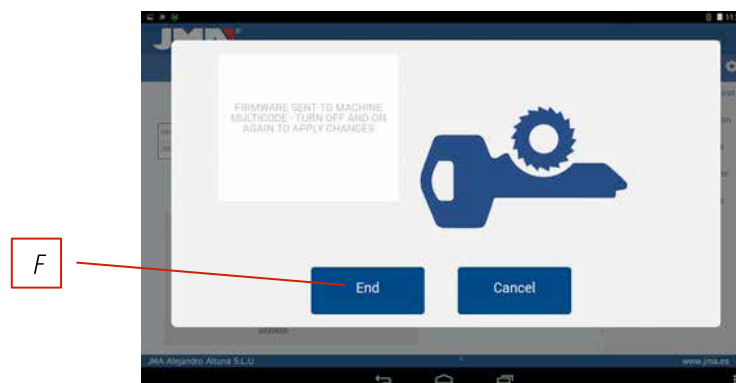 JMA
FIRMWARE SENT TO MACHINE
MULTICODE - TURN OFF AND ON
AGAIN TO APPLY CHANGES
F
End
Cancel
JMA Alejandro Altuna S.L.U
www.jma.es